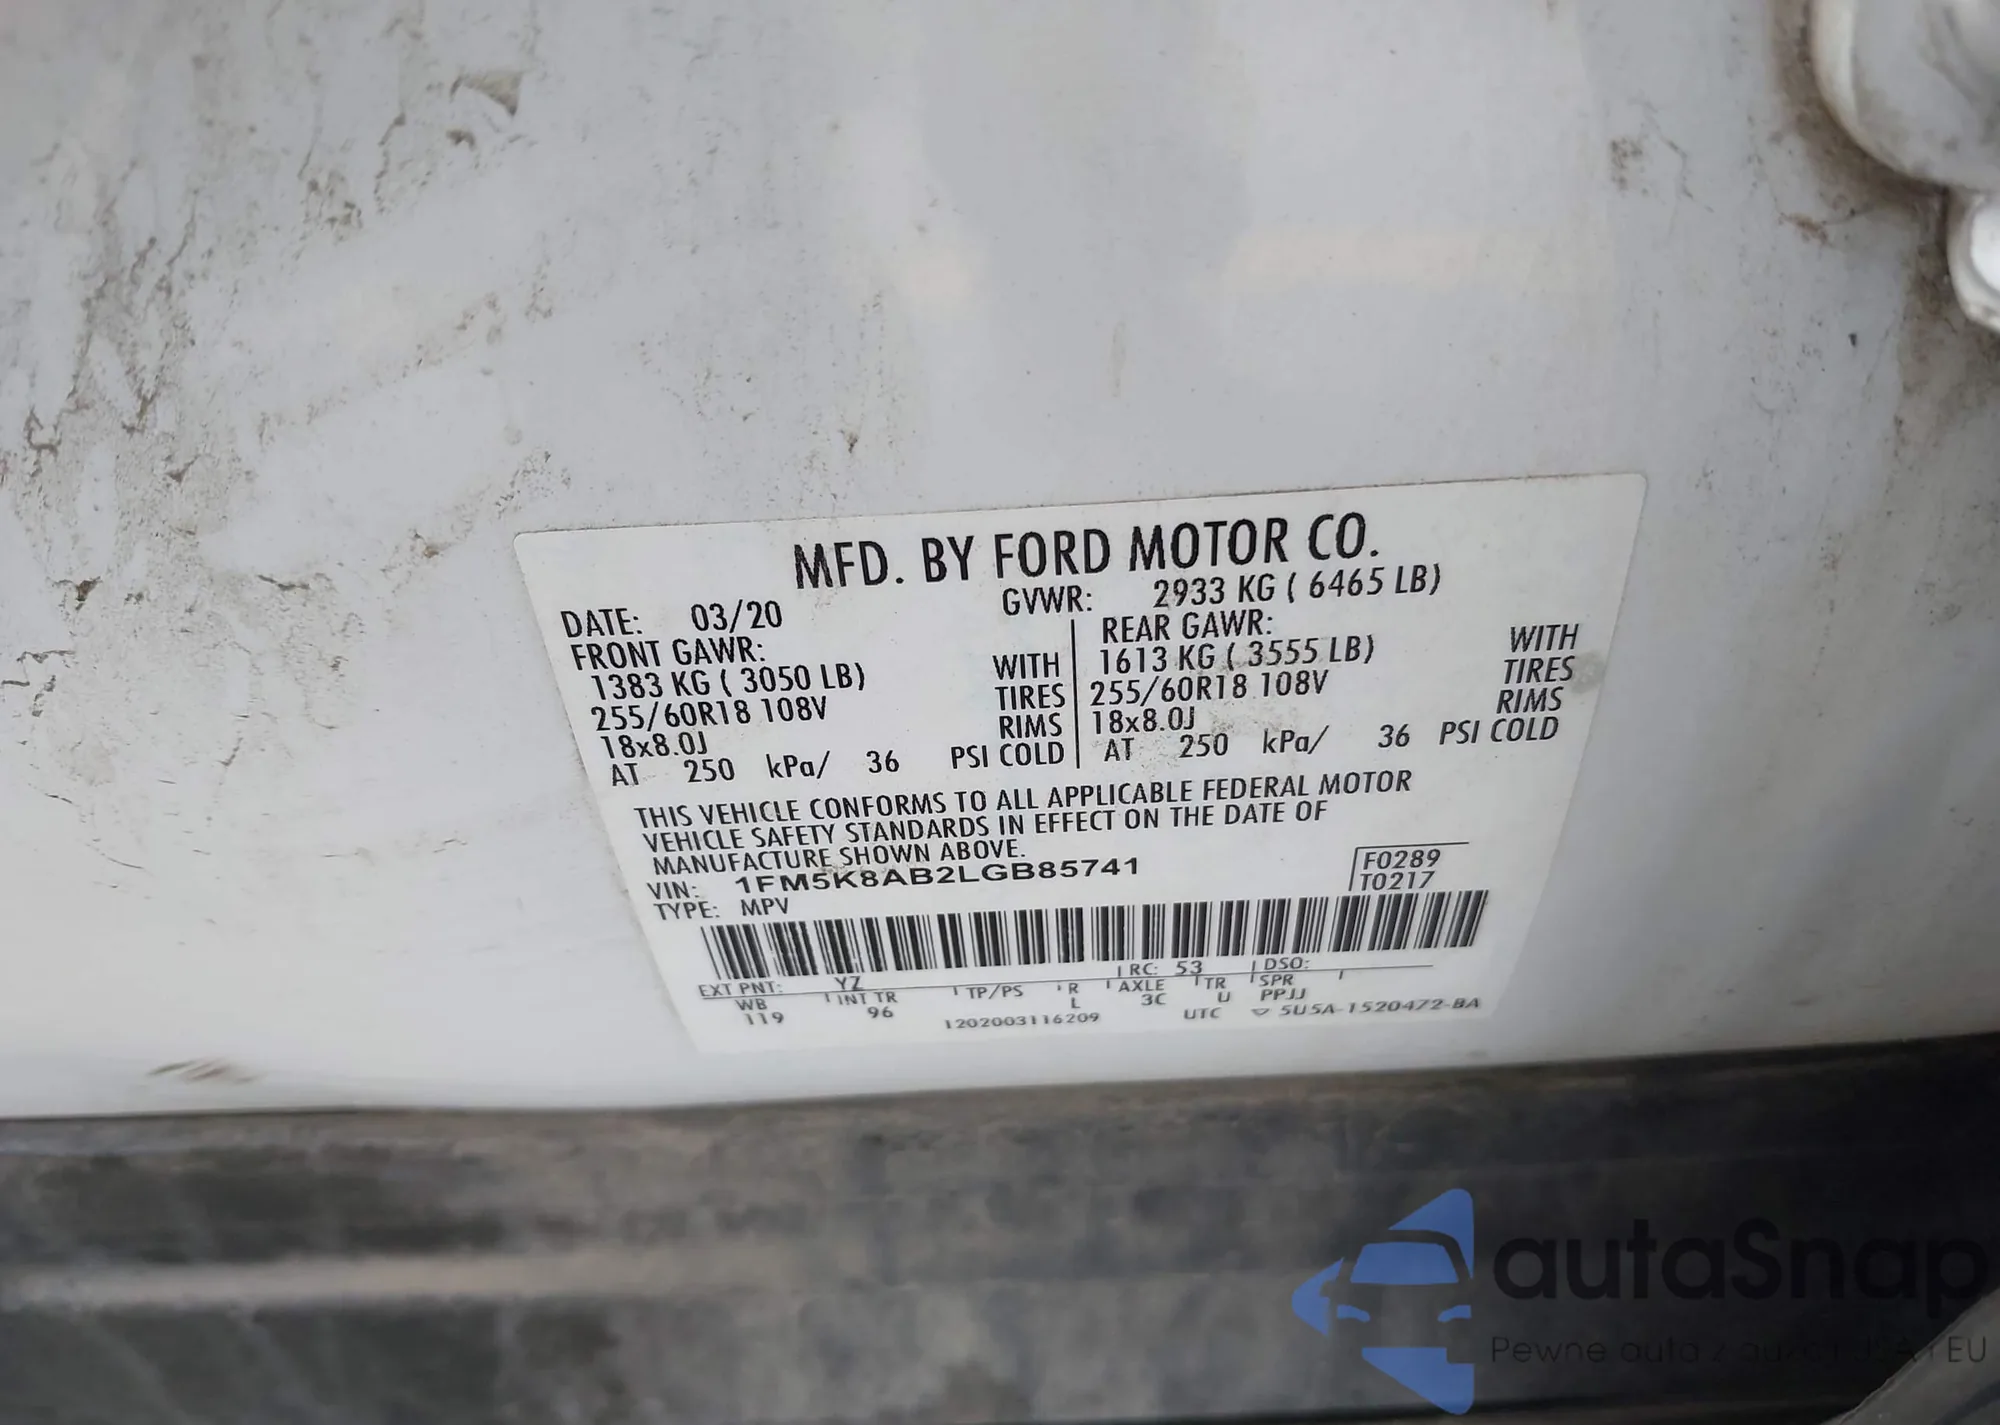 MFD. BY FORD MOTOR CO.
DATE: 03/20 GVWR: 2933 KG ( 6465 LB)
FRONT GAWR: REAR GAWR:
1383 KG ( 3050 LB) WITH 1613 KG ( 3555 LB) WITH
255/60R18 108V TIRES 255/60R18 108V TIRES
18x8.0J RIMS 18x8.0J RIMS
AT 250 kPa/ 36 PSI COLD AT 250 kPa/ 36 PSI COLD
THIS VEHICLE CONFORMS TO ALL APPLICABLE FEDERAL MOTOR
VEHICLE SAFETY STANDARDS IN EFFECT ON THE DATE OF
MANUFACTURE SHOWN ABOVE.
VIN: 1FM5K8AB2LGB85741 F0289
TYPE: MPV T0217
EXT PNT: YZ RC: 53 DSO:
WB INT TR TP/PS R AXLE TR SPR
119 96 L 3C U PPJJ
1202003116209 UTC ▽ 5U5A-1520472-BA
autaSnap
Pewne auta z USA i EU